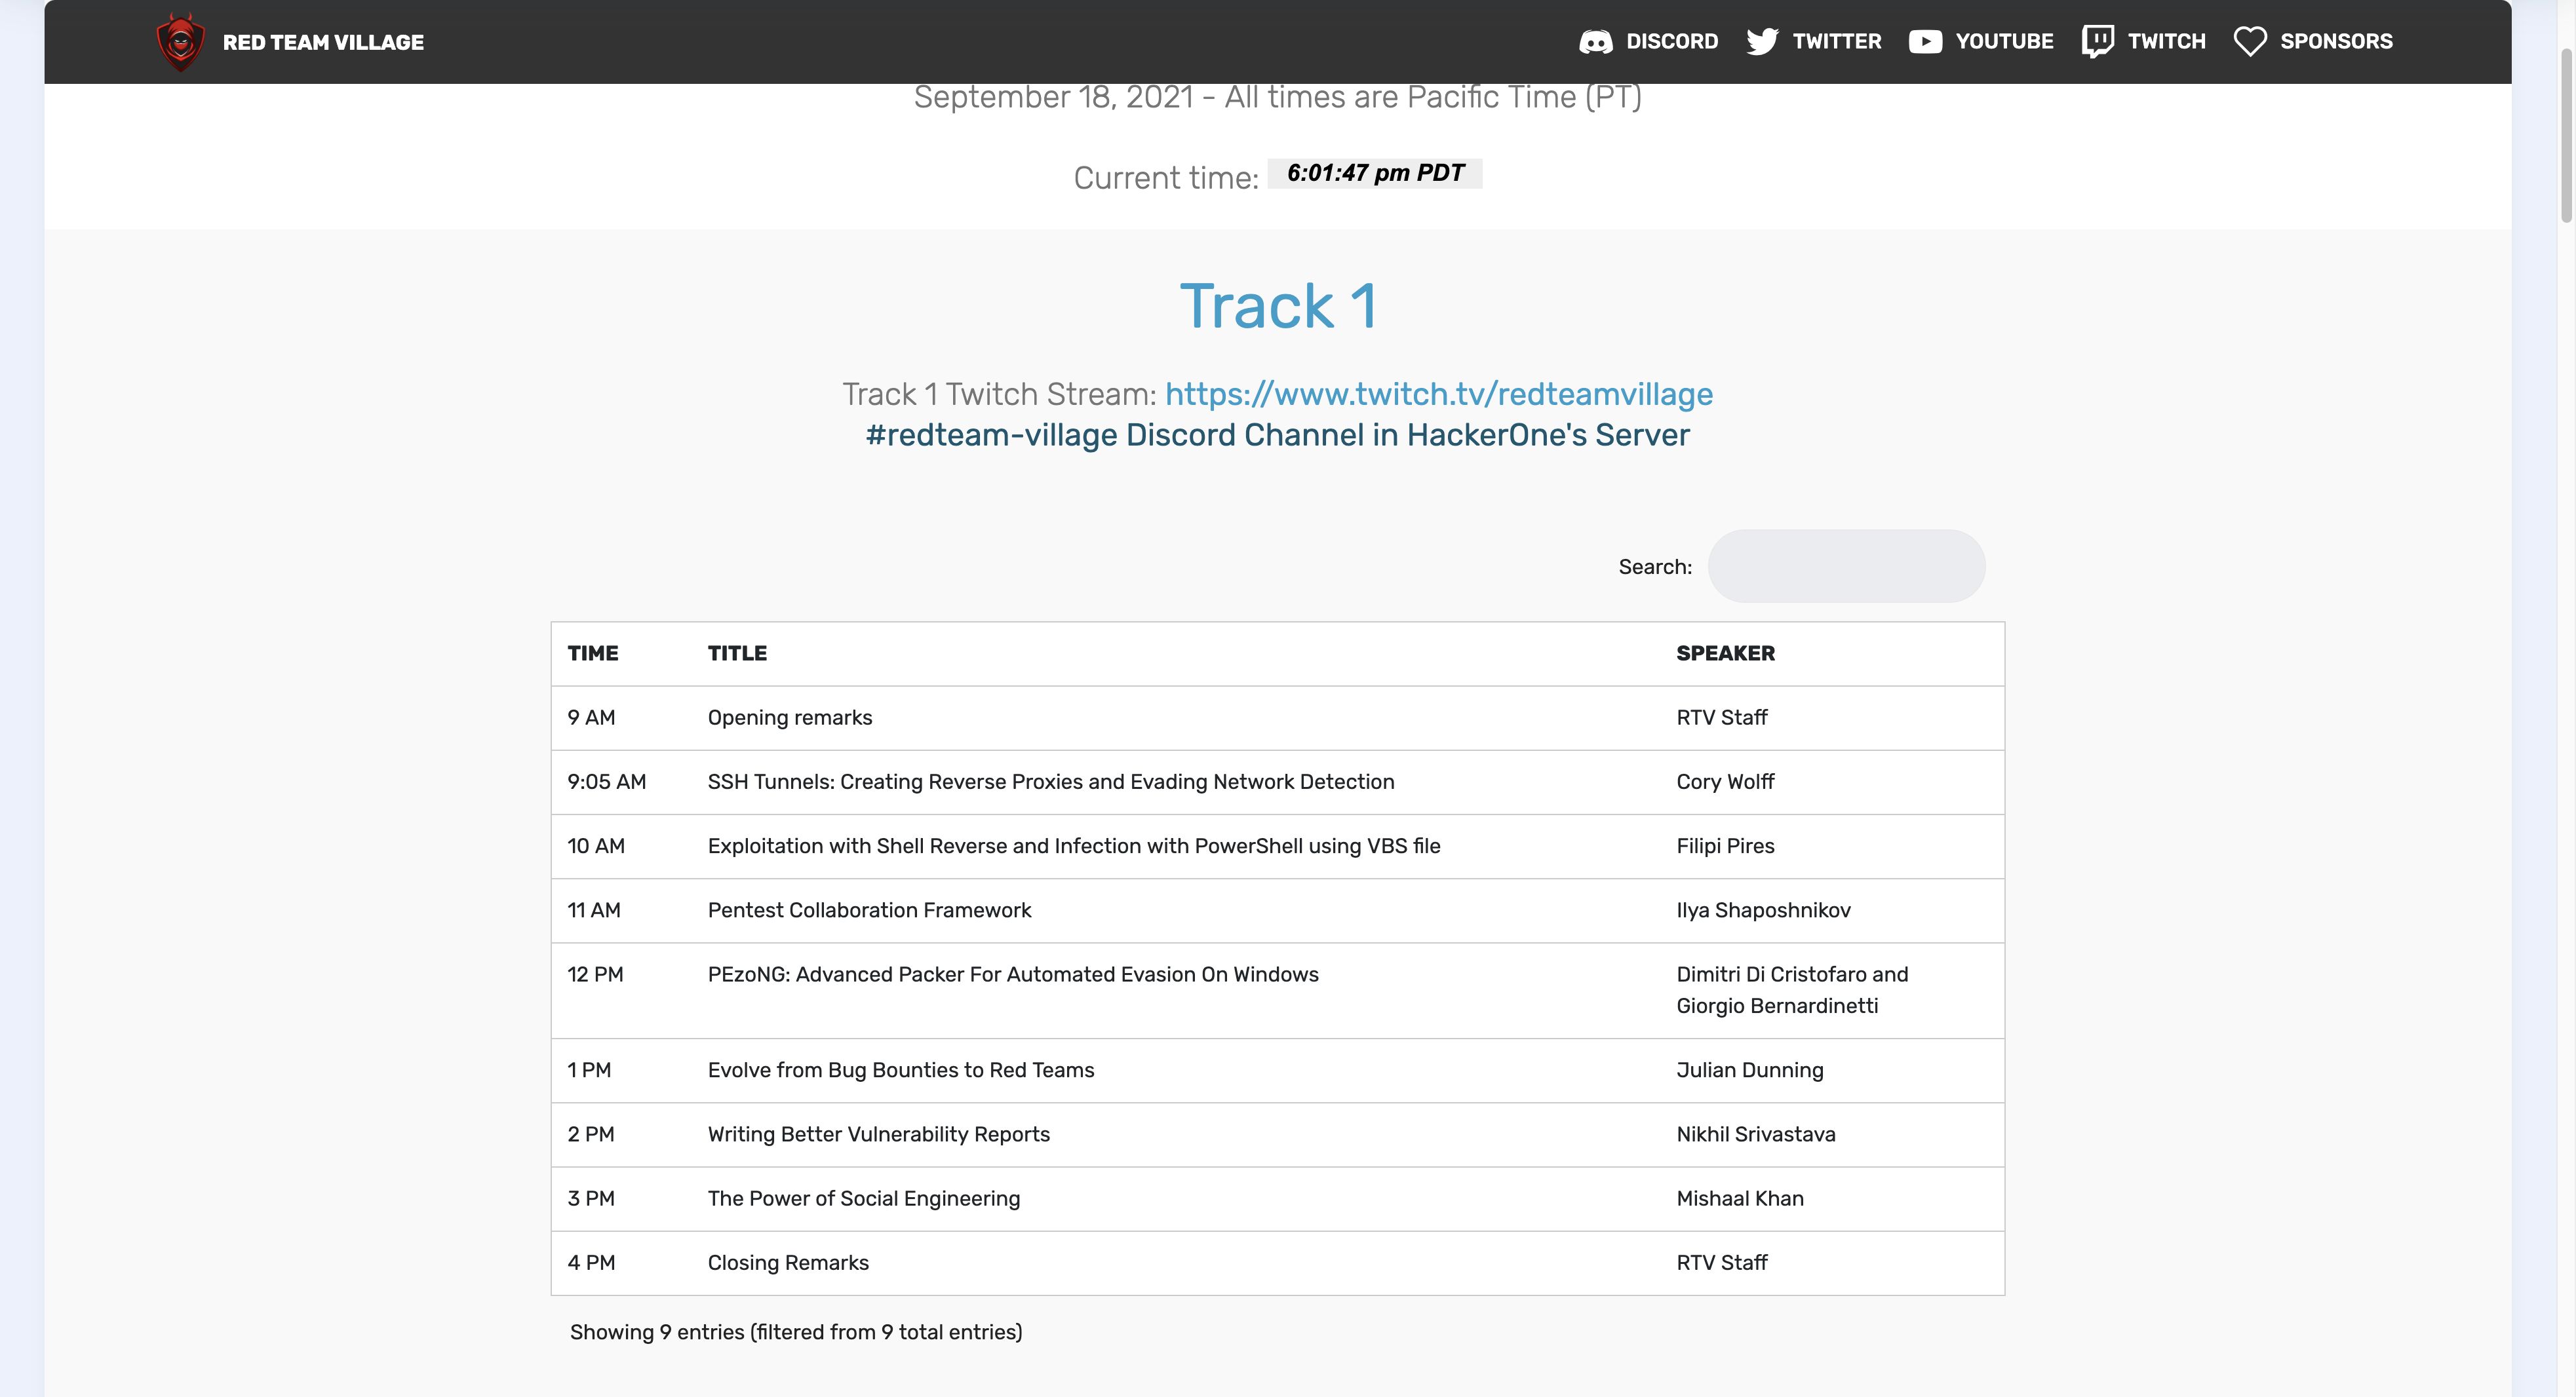 RED TEAM VILLAGE
DISCORD TWITTER YOUTUBE TWITCH SPONSORS
September 18, 2021 - All times are Pacific Time (PT)
Current time: 6:01:47 pm PDT
Track 1
Track 1 Twitch Stream: https://www.twitch.tv/redteamvillage
#redteam-village Discord Channel in HackerOne's Server
Search:
TIME TITLE SPEAKER
9 AM Opening remarks RTV Staff
9:05 AM SSH Tunnels: Creating Reverse Proxies and Evading Network Detection Cory Wolff
10 AM Exploitation with Shell Reverse and Infection with PowerShell using VBS file Filipi Pires
11 AM Pentest Collaboration Framework Ilya Shaposhnikov
12 PM PEzoNG: Advanced Packer For Automated Evasion On Windows Dimitri Di Cristofaro and
Giorgio Bernardinetti
1 PM Evolve from Bug Bounties to Red Teams Julian Dunning
2 PM Writing Better Vulnerability Reports Nikhil Srivastava
3 PM The Power of Social Engineering Mishaal Khan
4 PM Closing Remarks RTV Staff
Showing 9 entries (filtered from 9 total entries)